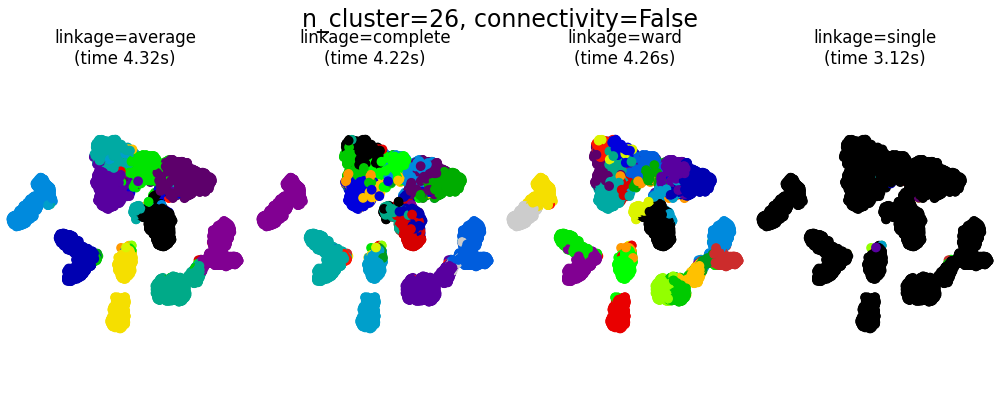 n_cluster=26, connectivity=False
linkage=average
(time 4.32s)
linkage=complete
(time 4.22s)
linkage=ward
(time 4.26s)
linkage=single
(time 3.12s)